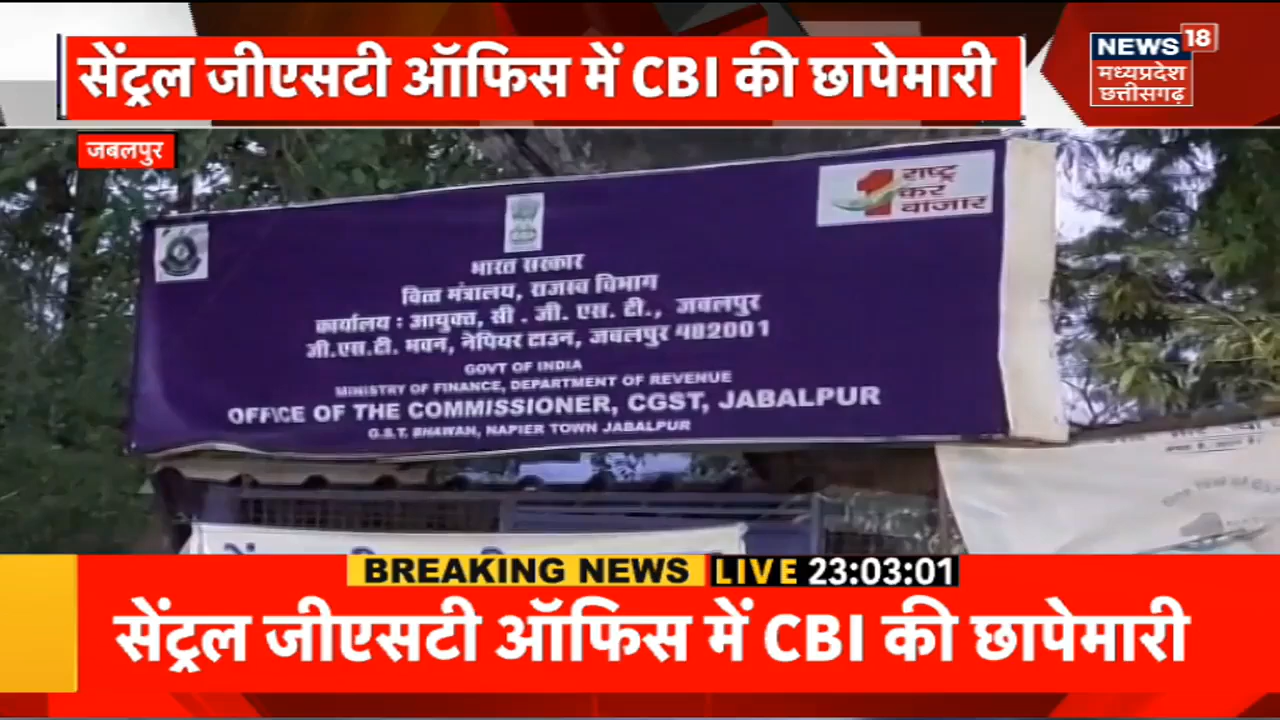 सेंट्रल जीएसटी ऑफिस में CBI की छापेमारी
NEWS 18
मध्यप्रदेश
छत्तीसगढ़
जबलपुर
राष्ट्र
कर
बाजार
भारत सरकार
वित्त मंत्रालय, राजस्व विभाग
कार्यालय : आयुक्त, सी . जी. एस. टी., जबलपुर
जी.एस.टी. भवन, नेपियर टाउन, जबलपुर 482001
GOVT OF INDIA
MINISTRY OF FINANCE, DEPARTMENT OF REVENUE
OFFICE OF THE COMMISSIONER, CGST, JABALPUR
G.S.T. BHAWAN, NAPIER TOWN JABALPUR
BREAKING NEWS LIVE 23:03:01
सेंट्रल जीएसटी ऑफिस में CBI की छापेमारी